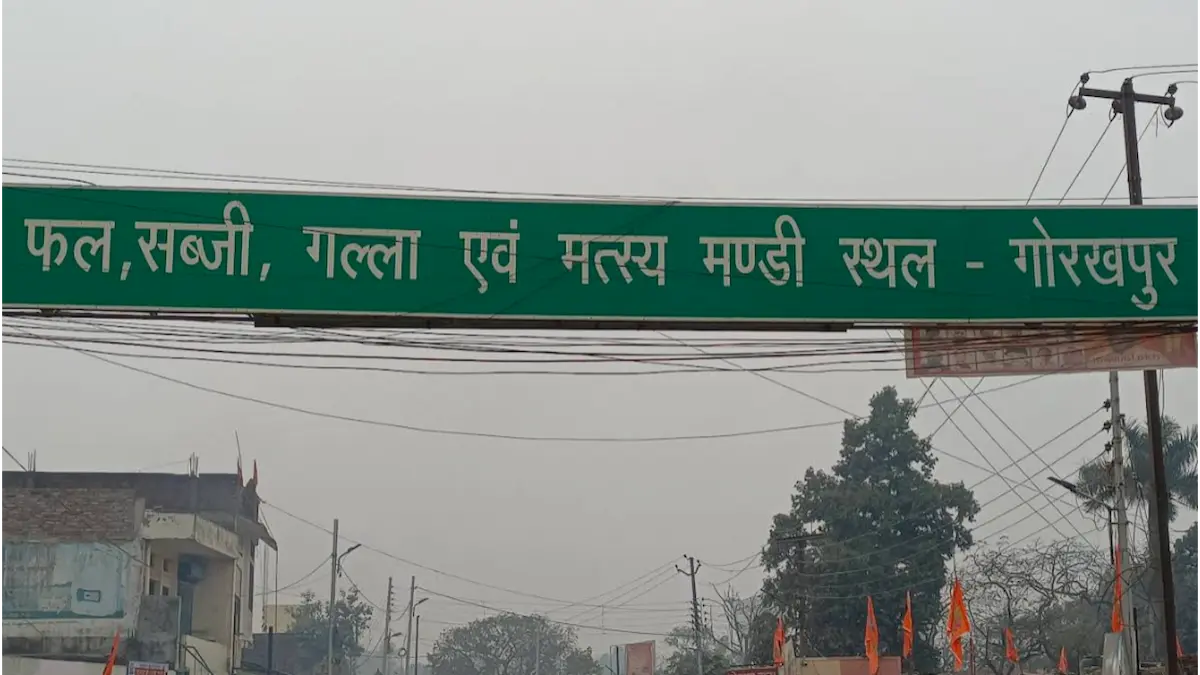 फल,सब्जी, गल्ला एवं मत्स्य मण्डी स्थल - गोरखपुर